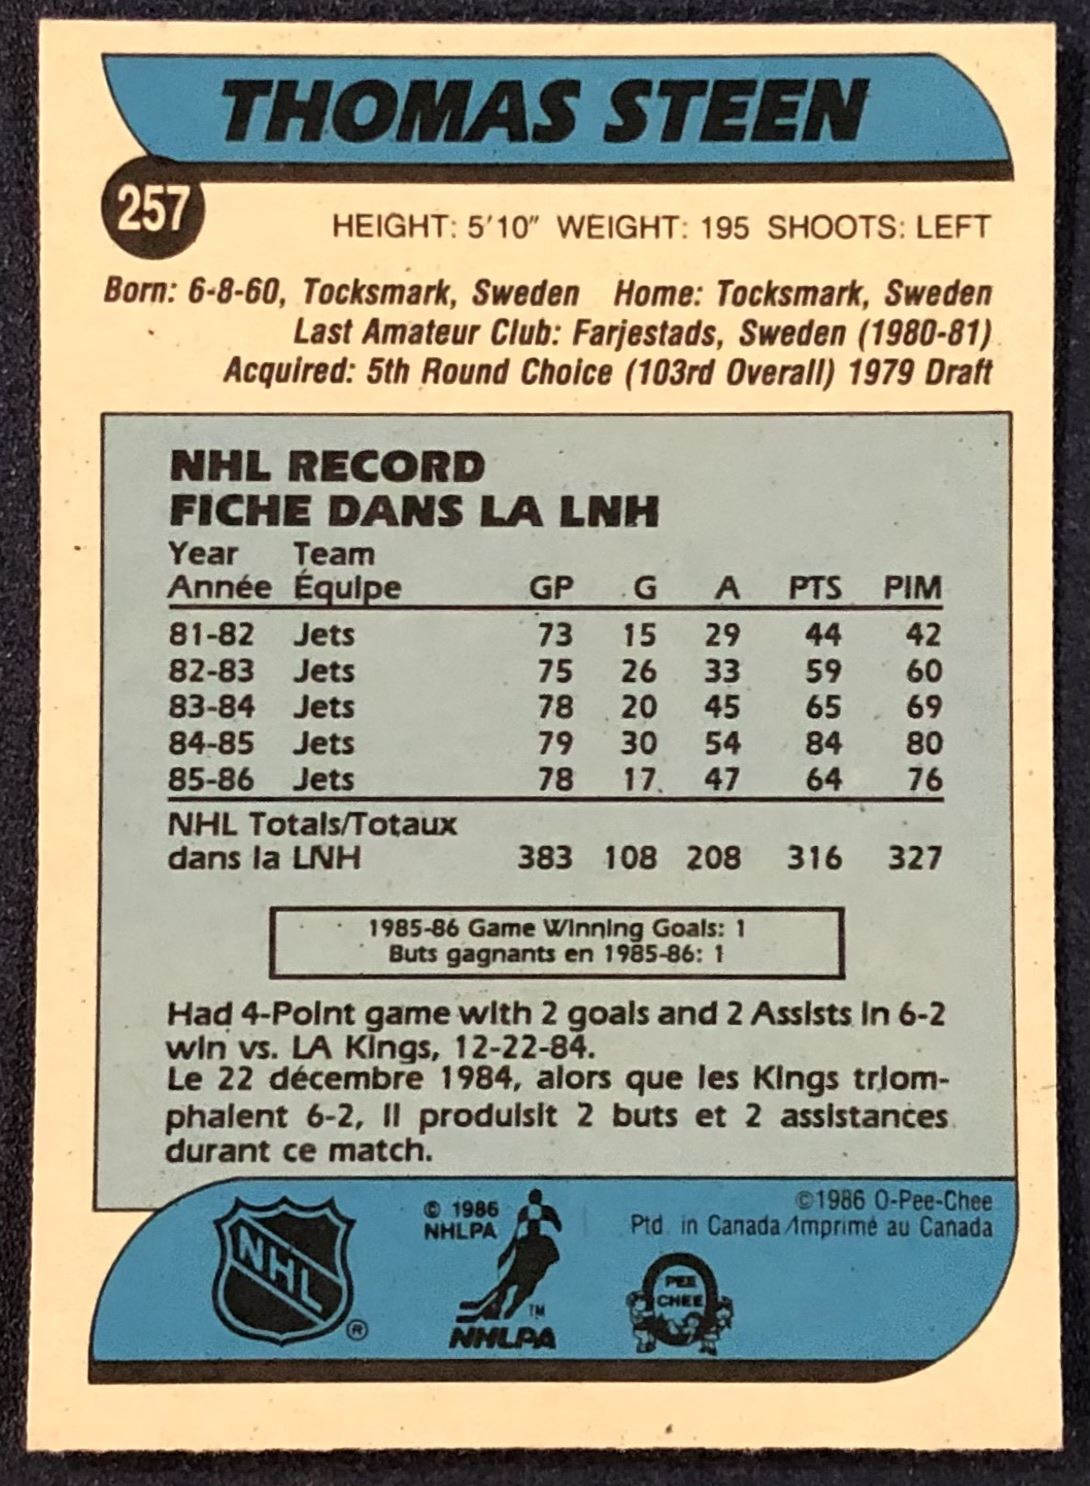 THOMAS STEEN
257
HEIGHT: 5'10" WEIGHT: 195 SHOOTS: LEFT
Born: 6-8-60, Tocksmark, Sweden Home: Tocksmark, Sweden
Last Amateur Club: Farjestads, Sweden (1980-81)
Acquired: 5th Round Choice (103rd Overall) 1979 Draft
NHL RECORD
FICHE DANS LA LNH
Year Team
Année Équipe GP G A PTS PIM
81-82 Jets 73 15 29 44 42
82-83 Jets 75 26 33 59 60
83-84 Jets 78 20 45 65 69
84-85 Jets 79 30 54 84 80
85-86 Jets 78 17 47 64 76
NHL Totals/Totaux
dans la LNH 383 108 208 316 327
1985-86 Game Winning Goals: 1
Buts gagnants en 1985-86: 1
Had 4-Point game with 2 goals and 2 Assists in 6-2
win vs. LA Kings, 12-22-84.
Le 22 décembre 1984, alors que les Kings triom-
phalent 6-2, il produisit 2 buts et 2 assistances
durant ce match.
©1986 O-Pee-Chee
Ptd. in Canada/Imprimé au Canada
© 1986
NHLPA
NHL
®
TM
NHLPA
PEE
CHEE